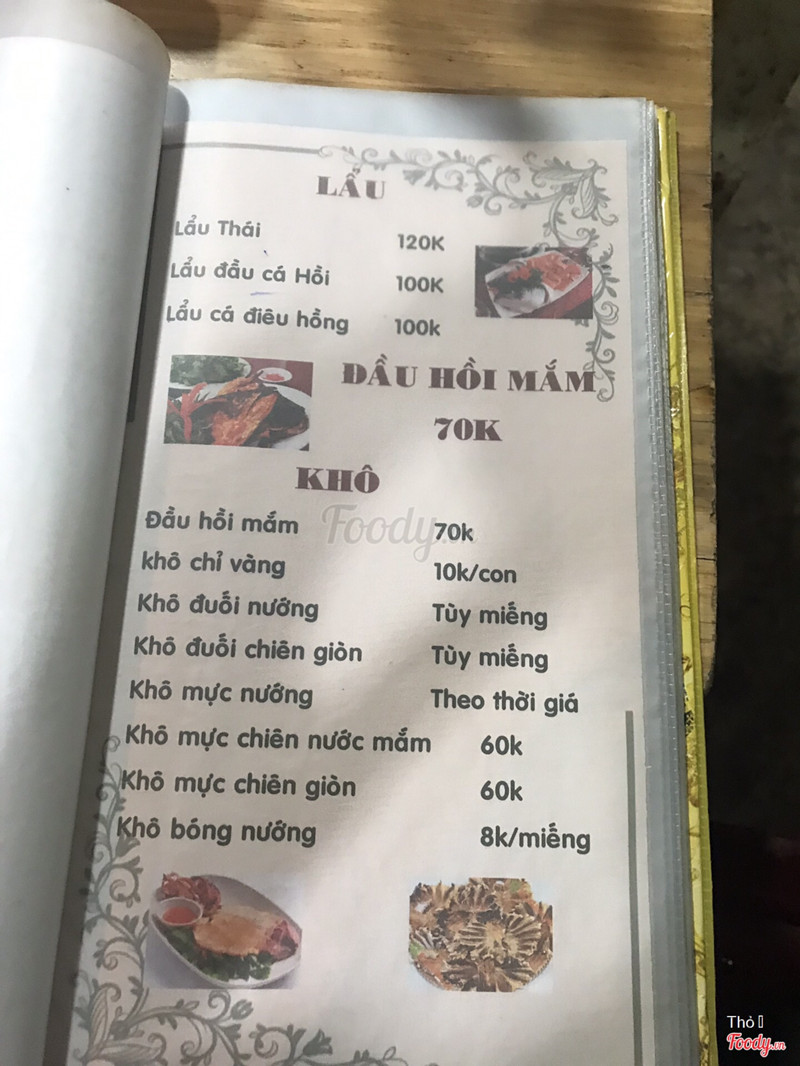 LẨU
Lẩu Thái 120K
Lẩu đầu cá Hồi 100K
Lẩu cá điêu hồng 100k
ĐẦU HỒI MẮM
70K
KHÔ
Foody.vn
Đầu hồi mắm 70k
khô chỉ vàng 10k/con
Khô đuối nướng Tùy miếng
Khô đuối chiên giòn Tùy miếng
Khô mực nướng Theo thời giá
Khô mực chiên nước mắm 60k
Khô mực chiên giòn 60k
Khô bóng nướng 8k/miếng
Thỏ
Foody.vn